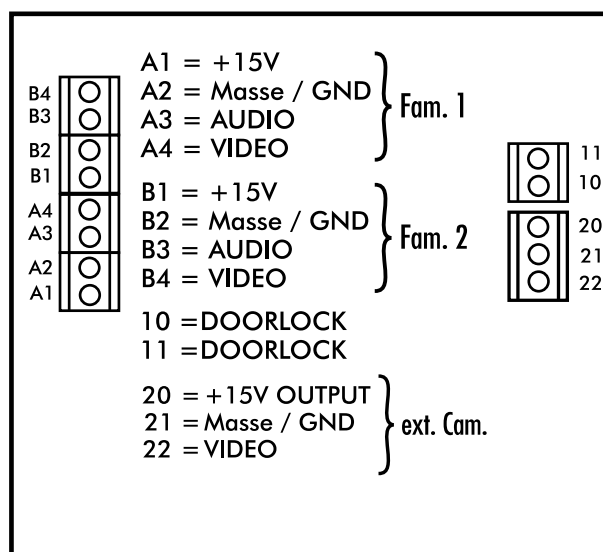 A1 = +15V
A2 = Masse / GND
A3 = AUDIO
A4 = VIDEO
Fam. 1
B1 = +15V
B2 = Masse / GND
B3 = AUDIO
B4 = VIDEO
Fam. 2
10 =DOORLOCK
11 =DOORLOCK
20 = +15V OUTPUT
21 = Masse / GND
22 = VIDEO
ext. Cam.
B4
B3
B2
B1
A4
A3
A2
A1
11
10
20
21
22